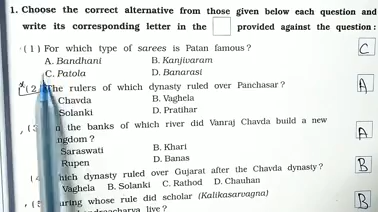 1. Choose the correct alternative from those given below each question and
write its corresponding letter in the provided against the question :
(1) For which type of sarees is Patan famous? C
A. Bandhani B. Kanjivaram
C. Patola D. Banarasi
(2) The rulers of which dynasty ruled over Panchasar? A
Chavda B. Vaghela
Solanki D. Pratihar
(3 n the banks of which river did Vanraj Chavda build a new A
ngdom?
Saraswati B. Khari
Rupen D. Banas
(4 hich dynasty ruled over Gujarat after the Chavda dynasty? B
Vaghela B. Solanki C. Rathod D. Chauhan
(5 uring whose rule did scholar (Kalikasarvagna) B
live?